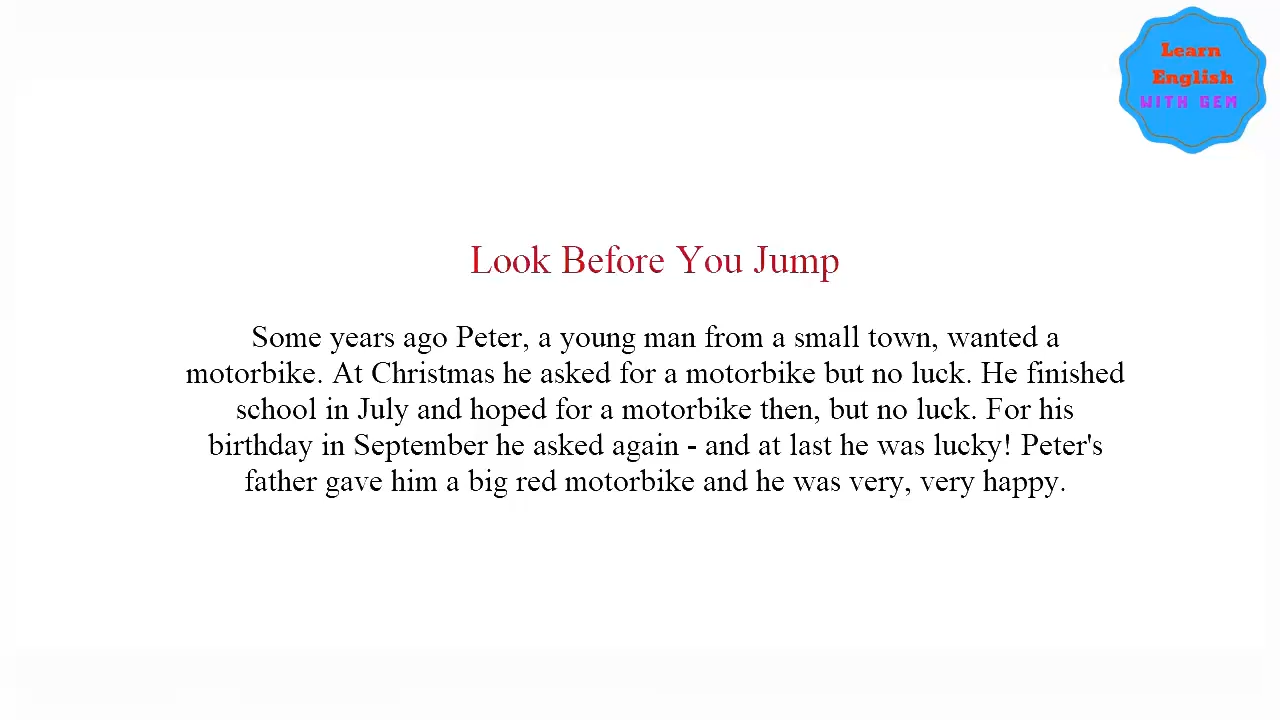 Learn
English
WITH GEM
Look Before You Jump
Some years ago Peter, a young man from a small town, wanted a
motorbike. At Christmas he asked for a motorbike but no luck. He finished
school in July and hoped for a motorbike then, but no luck. For his
birthday in September he asked again - and at last he was lucky! Peter's
father gave him a big red motorbike and he was very, very happy.